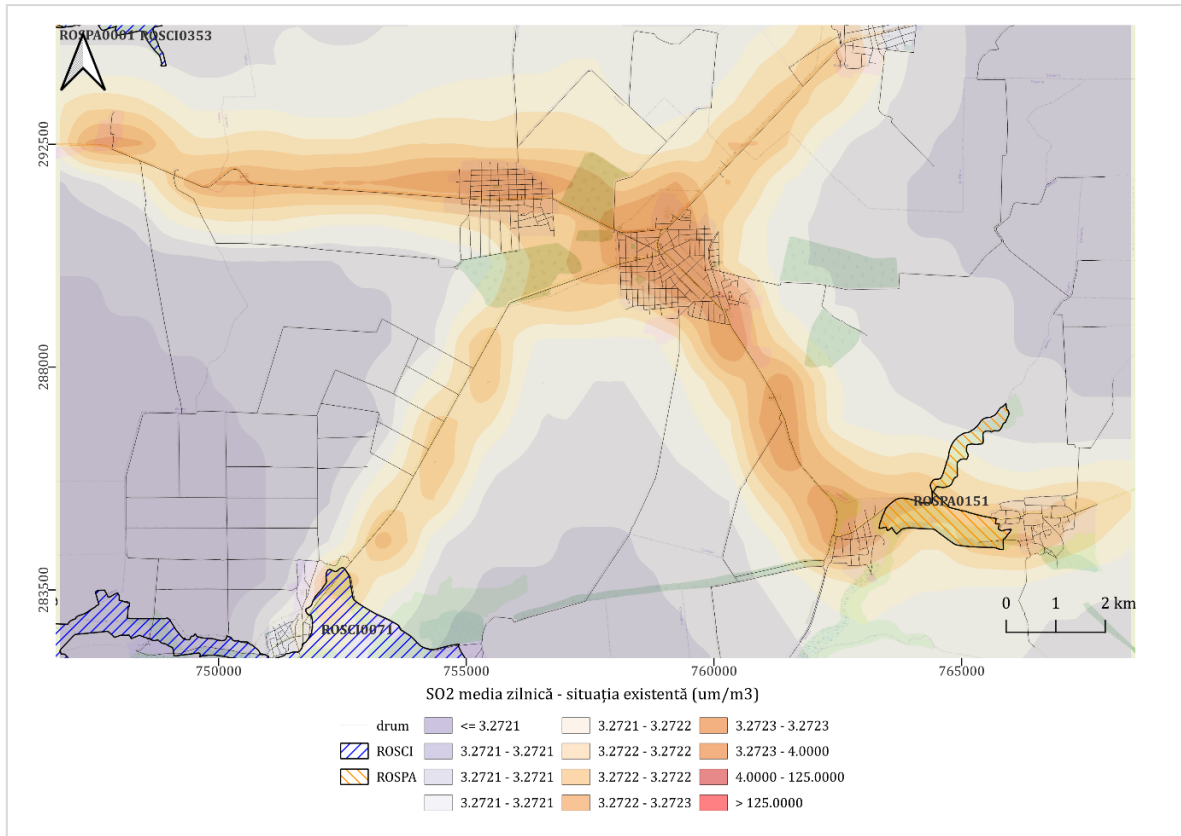 ROSPA0001 ROSCI0353
292500
288000
283500
ROSPA0151
ROSCI0071
0 1 2 km
750000 755000 760000 765000
SO2 media zilnică - situația existentă (um/m3)
drum <= 3.2721 3.2721 - 3.2722 3.2723 - 3.2723
ROSCI 3.2721 - 3.2721 3.2722 - 3.2722 3.2723 - 4.0000
ROSPA 3.2721 - 3.2721 3.2722 - 3.2722 4.0000 - 125.0000
3.2721 - 3.2721 3.2722 - 3.2723 > 125.0000